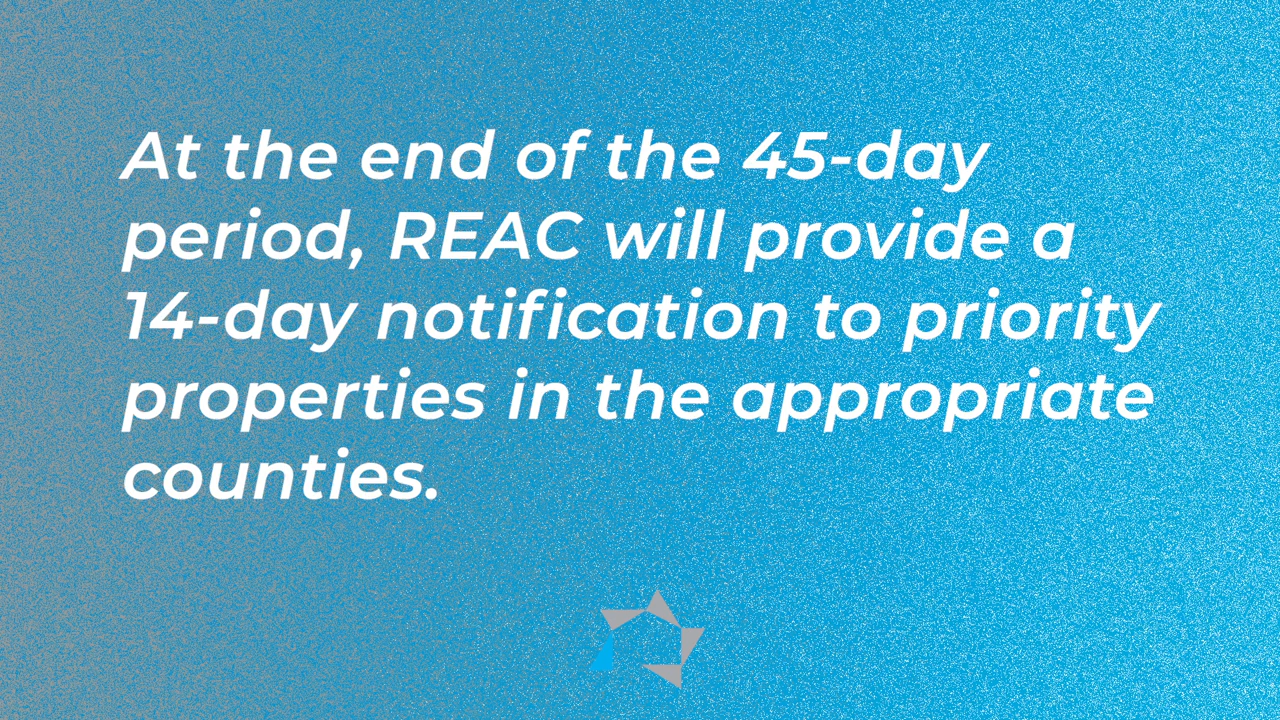 At the end of the 45-day
period, REAC will provide a
14-day notification to priority
properties in the appropriate
counties.